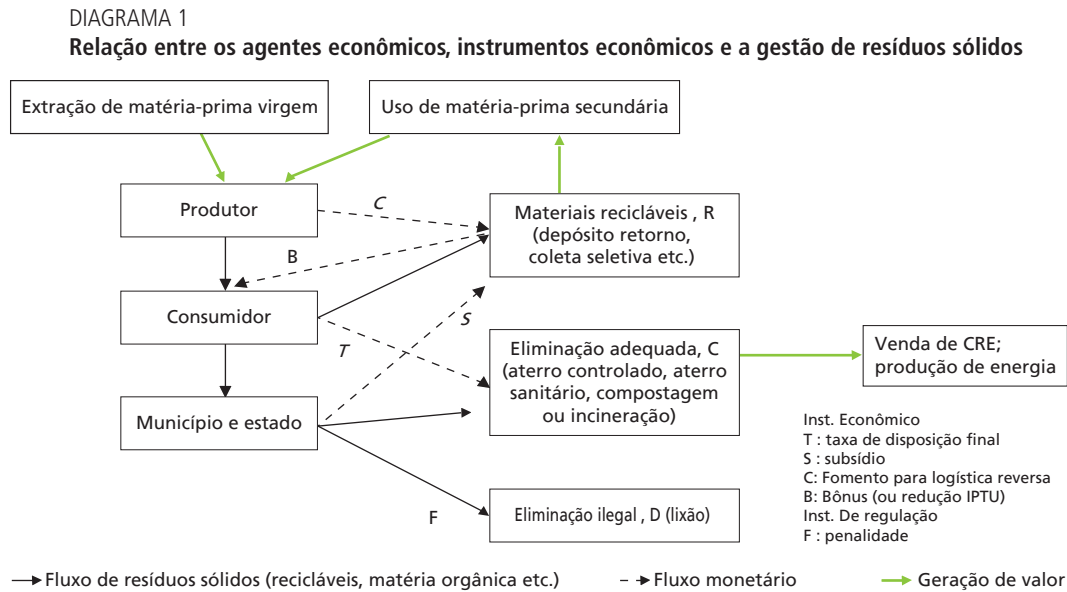 DIAGRAMA 1
Relação entre os agentes econômicos, instrumentos econômicos e a gestão de resíduos sólidos
Extração de matéria-prima virgem
Uso de matéria-prima secundária
Produtor
C
Materiais recicláveis , R
(depósito retorno,
coleta seletiva etc.)
B
Consumidor
S
T
Eliminação adequada, C
(aterro controlado, aterro
sanitário, compostagem
ou incineração)
Venda de CRE;
produção de energia
Município e estado
F
Eliminação ilegal , D (lixão)
Inst. Econômico
T : taxa de disposição final
S : subsídio
C: Fomento para logística reversa
B: Bônus (ou redução IPTU)
Inst. De regulação
F : penalidade
Fluxo de resíduos sólidos (recicláveis, matéria orgânica etc.)
Fluxo monetário
Geração de valor